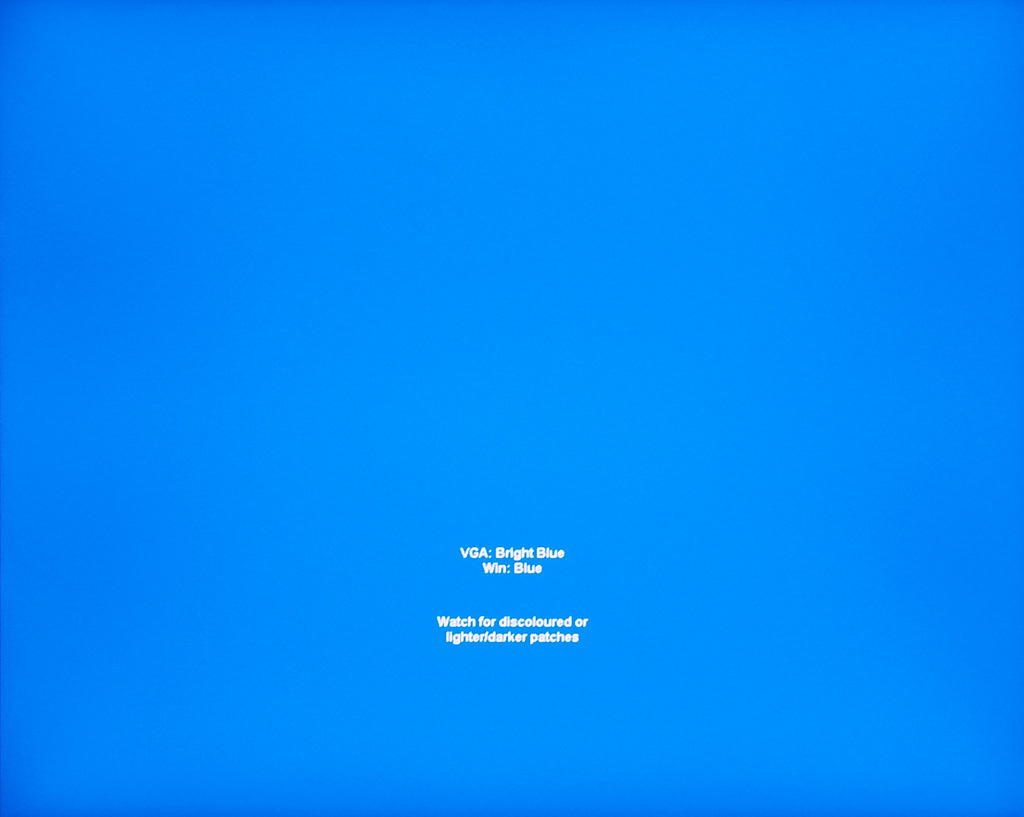 VGA: Bright Blue
Win: Blue
Watch for discoloured or
lighter/darker patches